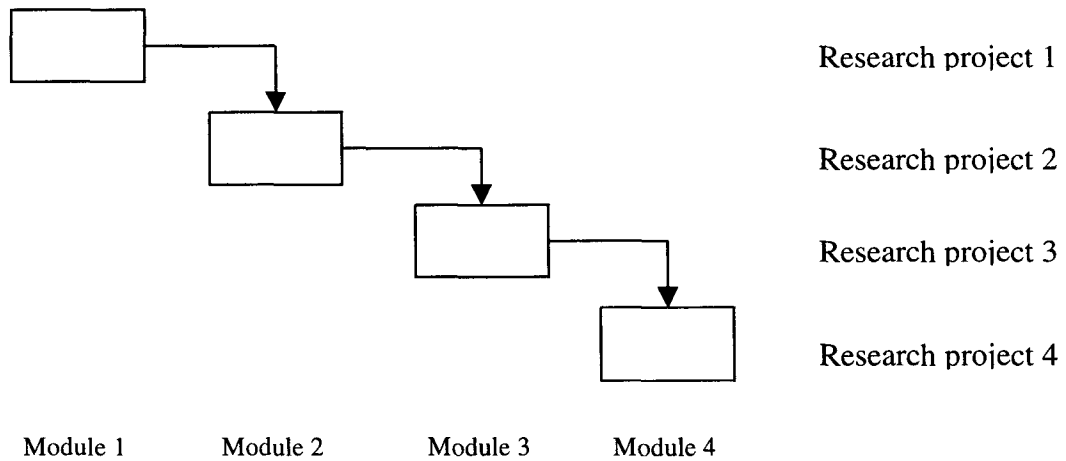 Research project 1
Research project 2
Research project 3
Research project 4
Module 1 Module 2 Module 3 Module 4